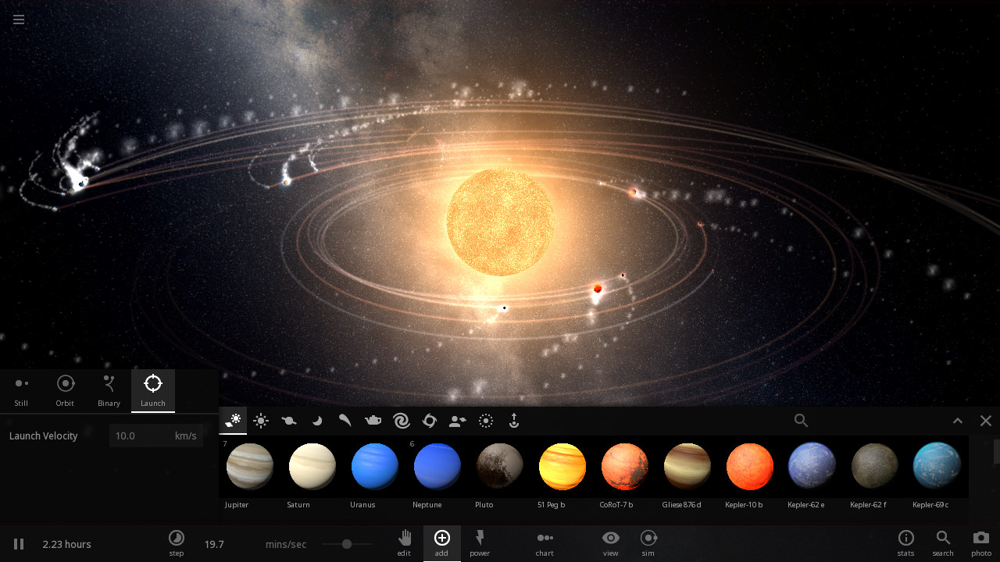 Still Orbit Binary Launch
Launch Velocity 10.0 km/s
7 6
Jupiter Saturn Uranus Neptune Pluto 51 Peg b CoRoT-7 b Gliese 876 d Kepler-10 b Kepler-62 e Kepler-62 f Kepler-69 c
2.23 hours step 19.7 mins/sec edit add power chart view sim stats search photo